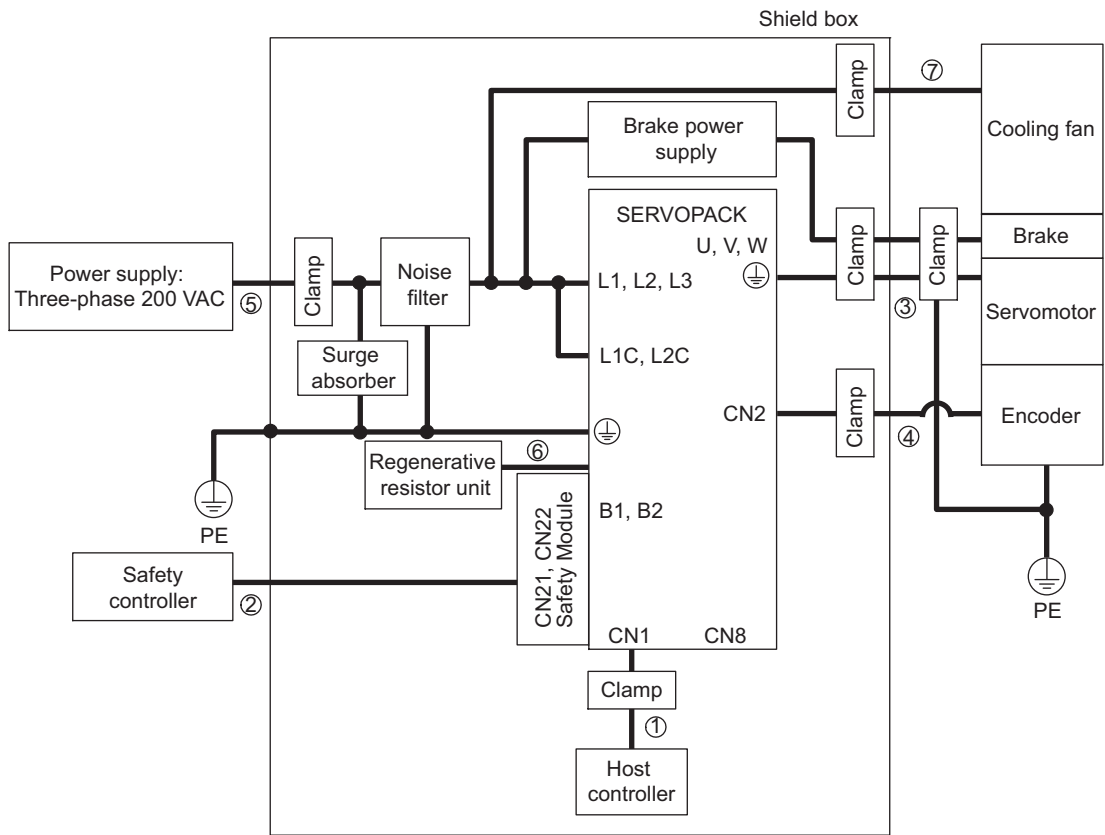 Shield box
Clamp
⑦
Cooling fan
Brake power
supply
SERVOPACK
U, V, W
Clamp
Clamp
Brake
Power supply:
Three-phase 200 VAC
⑤
Clamp
Noise
filter
L1, L2, L3
③
Servomotor
Surge
absorber
L1C, L2C
CN2
Clamp
④
Encoder
⑥
Regenerative
resistor unit
PE
B1, B2
CN21, CN22
Safety Module
Safety
controller
②
PE
CN1
CN8
Clamp
①
Host
controller